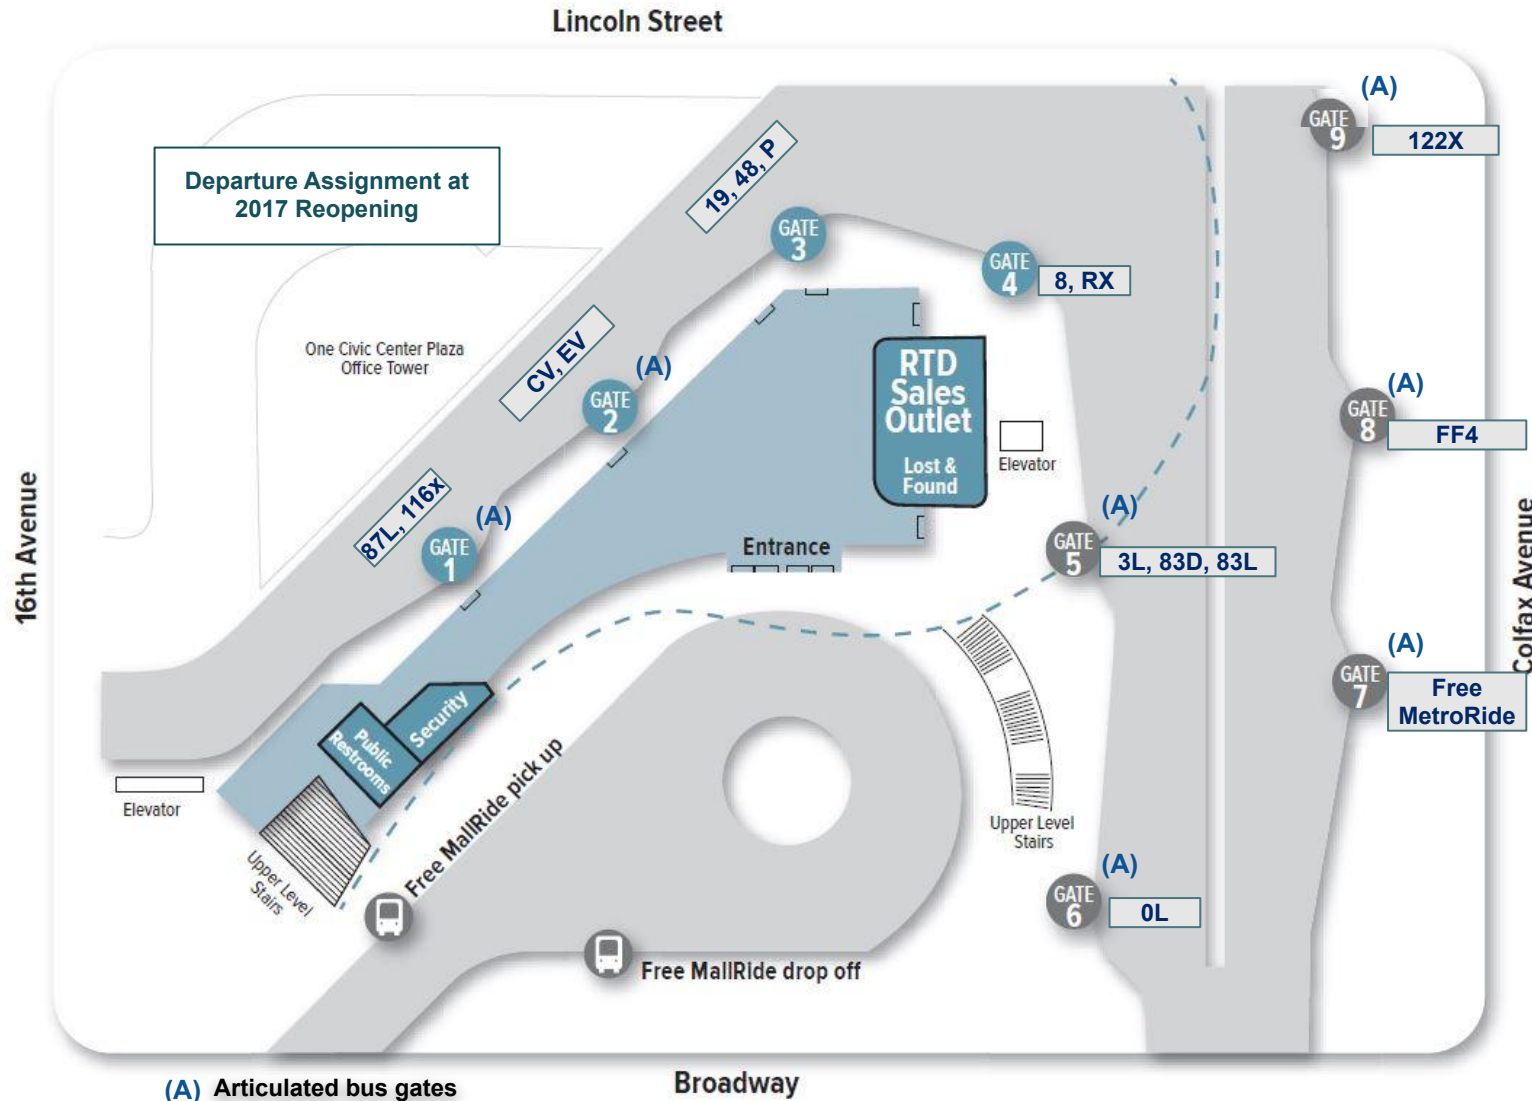 Lincoln Street
Departure Assignment at
2017 Reopening
19, 48, P
GATE
3
GATE
4
8, RX
(A)
GATE
9
122X
One Civic Center Plaza
Office Tower
CV, EV
(A)
GATE
2
RTD
Sales
Outlet
Lost &
Found
Elevator
(A)
GATE
8
FF4
16th Avenue
87L, 116x
(A)
GATE
1
Entrance
(A)
GATE
5
3L, 83D, 83L
Colfax Avenue
(A)
GATE
7
Free
MetroRide
Security
Public
Restrooms
Elevator
Upper Level
Stairs
Free MallRide pick up
Upper Level
Stairs
(A)
GATE
6
0L
Free MallRide drop off
(A) Articulated bus gates
Broadway